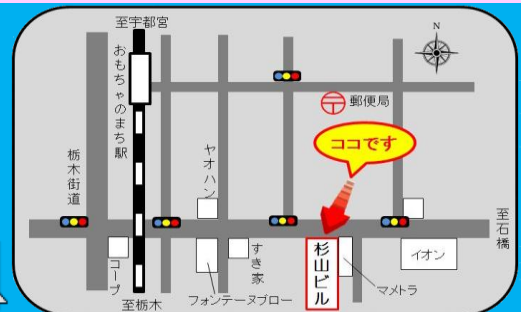 至宇都宮
N
おもちゃのまち駅
郵便局
ココです
栃木街道
ヤオハン
至石橋
コープ
すき家
杉山ビル
イオン
マメトラ
フォンテーヌブロー
至栃木